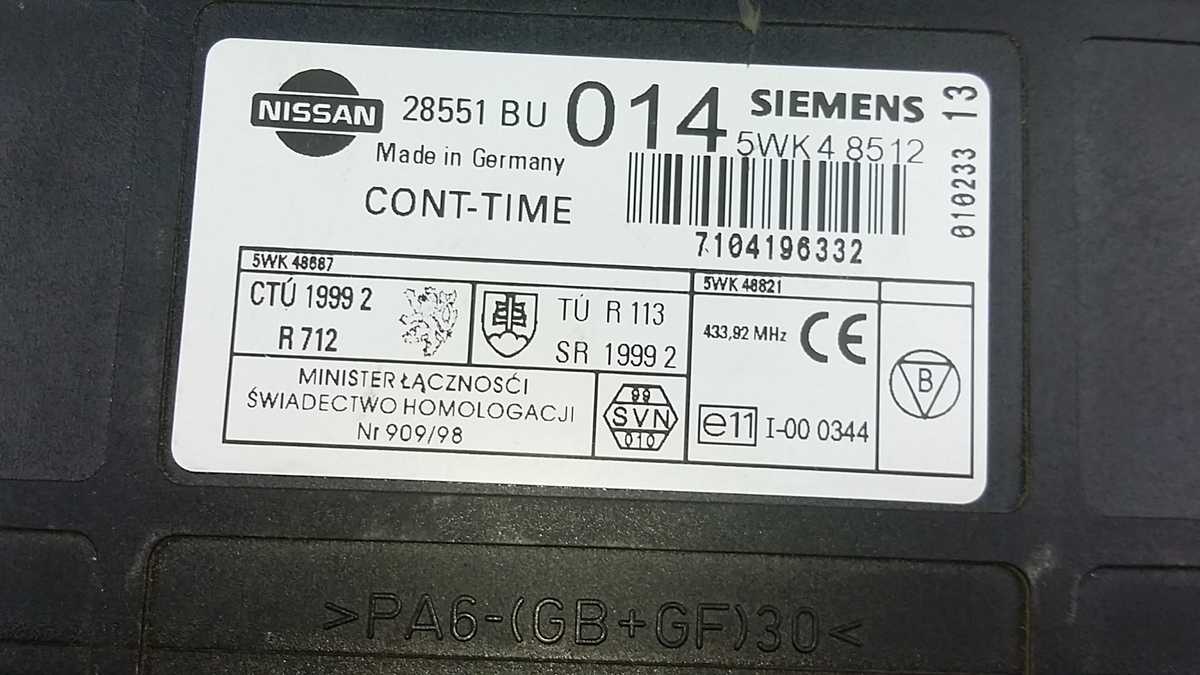 NISSAN
28551 BU 014
SIEMENS
5WK4 8512
Made in Germany
CONT-TIME
7104196332
010233 13
5WK 48687
CTÚ 1999 2
R 712
TÚ R 113
SR 1999 2
MINISTER ŁĄCZNOSĆI
ŚWIADECTWO HOMOLOGACJI
Nr 909/98
99
SVN
010
5WK 48821
433,92 MHz
CE
e11 I-00 0344
B
>PA6-(GB+GF)30<